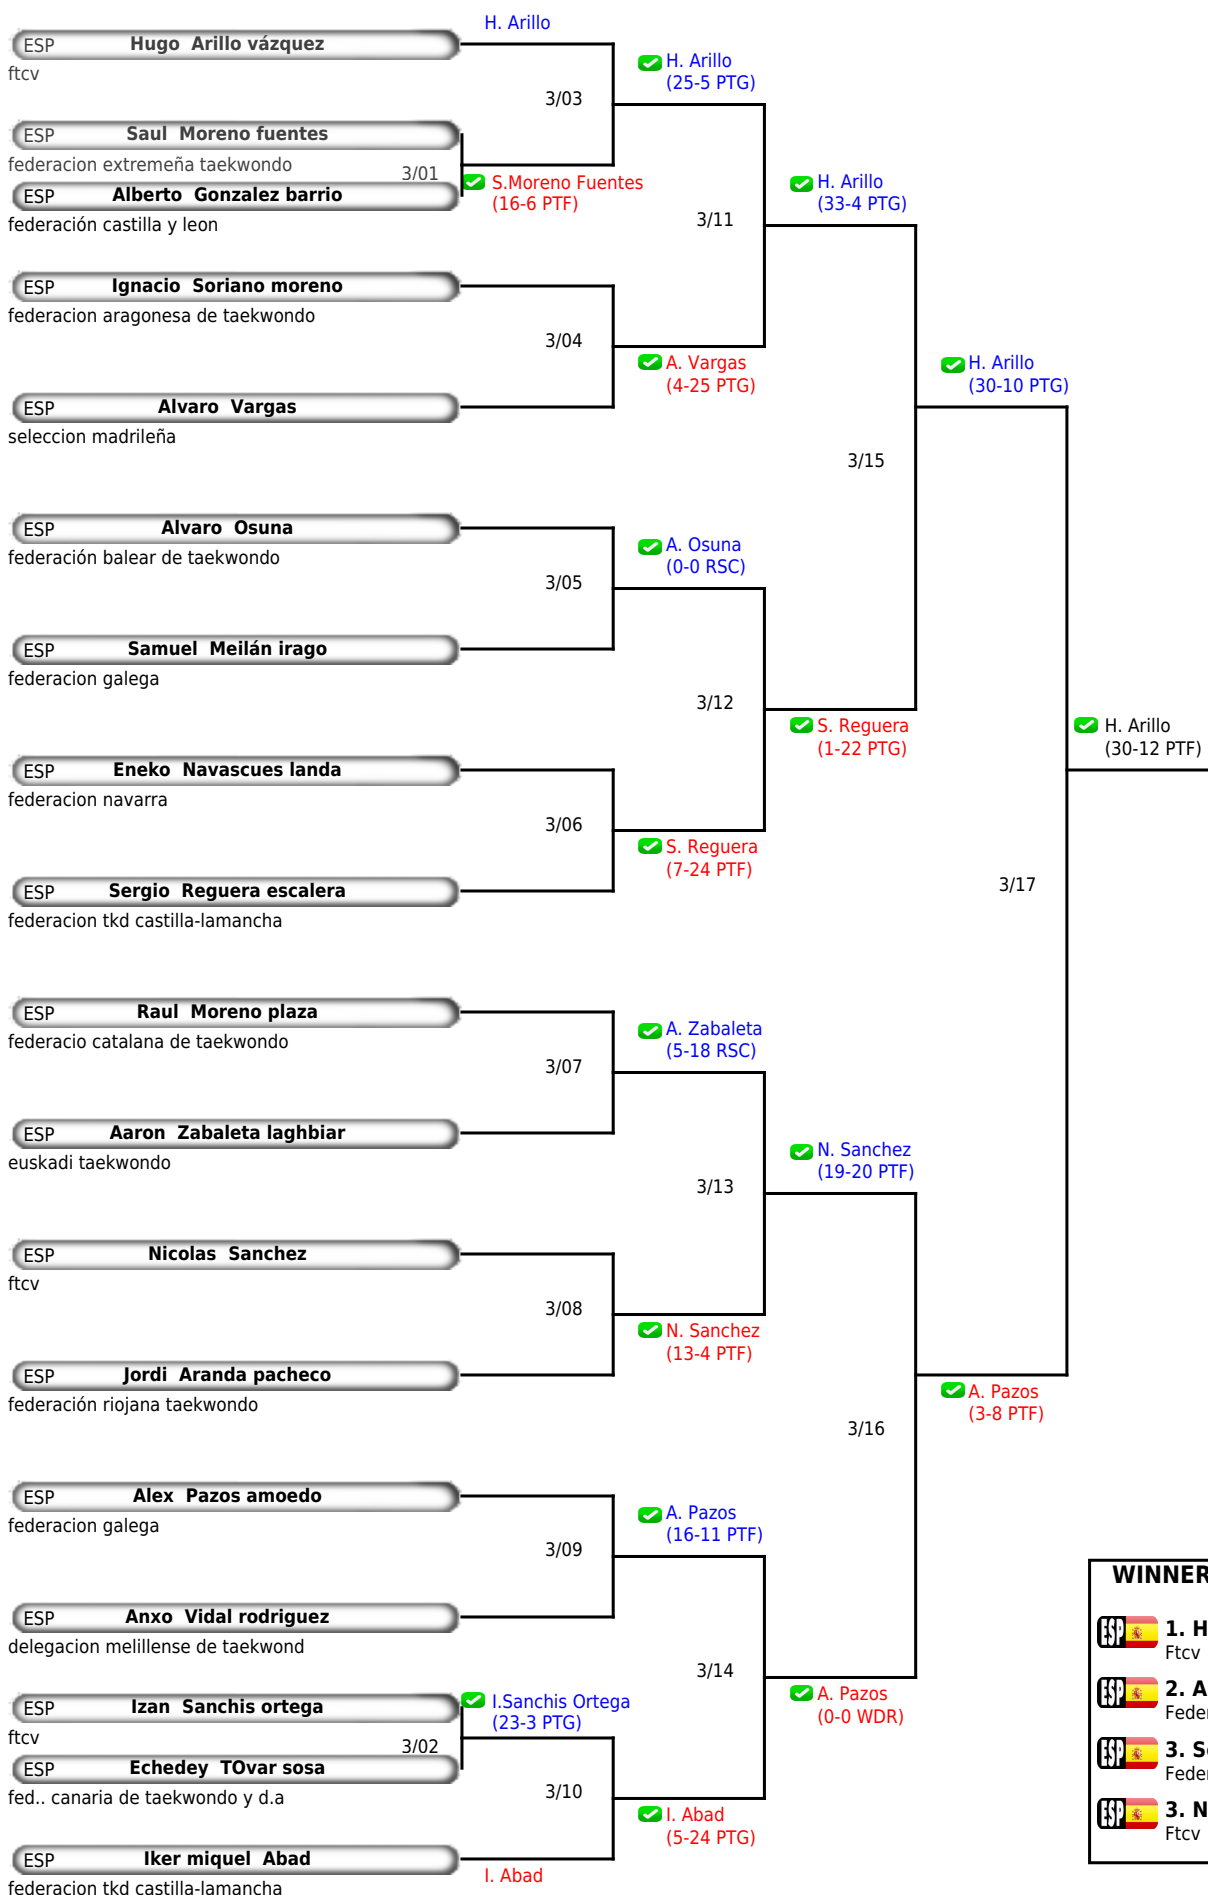 H. Arillo
ESP Hugo Arillo vázquez
ftcv
H. Arillo
(25-5 PTG)
3/03
ESP Saul Moreno fuentes
federacion extremeña taekwondo
3/01
S.Moreno Fuentes
(16-6 PTF)
ESP Alberto Gonzalez barrio
federación castilla y leon
H. Arillo
(33-4 PTG)
3/11
ESP Ignacio Soriano moreno
federacion aragonesa de taekwondo
3/04
A. Vargas
(4-25 PTG)
ESP Alvaro Vargas
seleccion madrileña
H. Arillo
(30-10 PTG)
3/15
ESP Alvaro Osuna
federación balear de taekwondo
A. Osuna
(0-0 RSC)
3/05
ESP Samuel Meilán irago
federacion galega
3/12
S. Reguera
(1-22 PTG)
H. Arillo
(30-12 PTF)
ESP Eneko Navascues landa
federacion navarra
3/06
S. Reguera
(7-24 PTF)
ESP Sergio Reguera escalera
federacion tkd castilla-lamancha
3/17
ESP Raul Moreno plaza
federacio catalana de taekwondo
A. Zabaleta
(5-18 RSC)
3/07
ESP Aaron Zabaleta laghbiar
euskadi taekwondo
N. Sanchez
(19-20 PTF)
3/13
ESP Nicolas Sanchez
ftcv
3/08
N. Sanchez
(13-4 PTF)
ESP Jordi Aranda pacheco
federación riojana taekwondo
A. Pazos
(3-8 PTF)
3/16
ESP Alex Pazos amoedo
federacion galega
A. Pazos
(16-11 PTF)
3/09
ESP Anxo Vidal rodriguez
delegacion melillense de taekwond
3/14
A. Pazos
(0-0 WDR)
ESP Izan Sanchis ortega
ftcv
I.Sanchis Ortega
(23-3 PTG)
3/02
ESP Echedey TOvar sosa
fed.. canaria de taekwondo y d.a
3/10
I. Abad
(5-24 PTG)
ESP Iker miquel Abad
federacion tkd castilla-lamancha
I. Abad
WINNER
ESP 1. H
Ftcv
ESP 2. A
Feder
ESP 3. Se
Feder
ESP 3. N
Ftcv